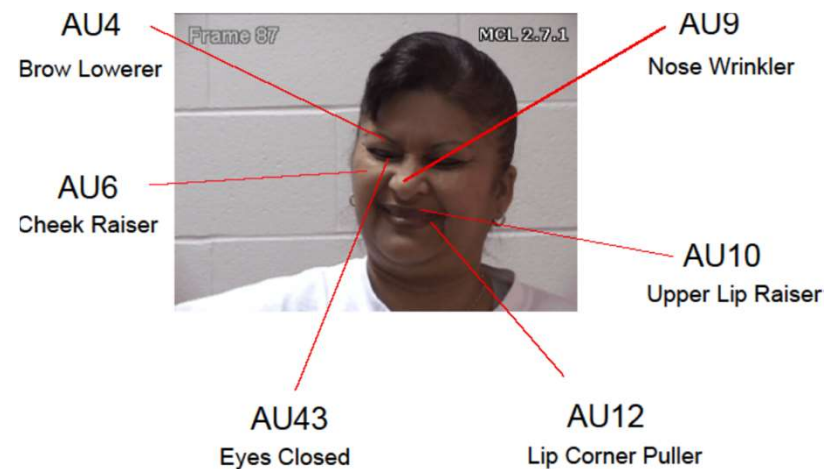 AU4
Brow Lowerer
Frame 87
MCL 2.7.1
AU9
Nose Wrinkler
AU6
Cheek Raiser
AU10
Upper Lip Raiser
AU43
Eyes Closed
AU12
Lip Corner Puller